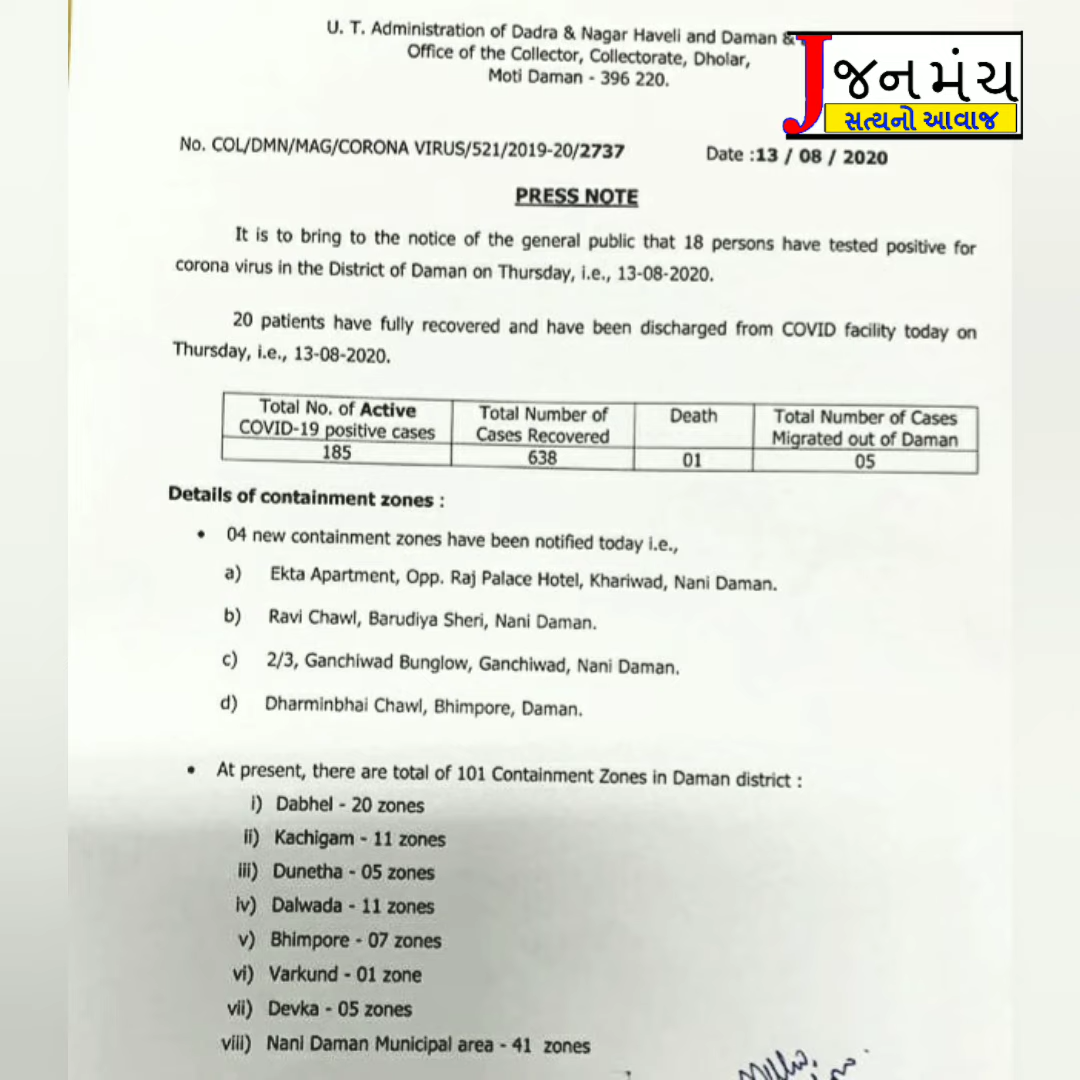 U. T. Administration of Dadra & Nagar Haveli and Daman &
Office of the Collector, Collectorate, Dholar,
Moti Daman - 396 220.
જનમંચ
સત્યનો આવાજ
No. COL/DMN/MAG/CORONA VIRUS/521/2019-20/2737 Date :13 / 08 / 2020
PRESS NOTE
It is to bring to the notice of the general public that 18 persons have tested positive for
corona virus in the District of Daman on Thursday, i.e., 13-08-2020.
20 patients have fully recovered and have been discharged from COVID facility today on
Thursday, i.e., 13-08-2020.
Total No. of Active COVID-19 positive cases | Total Number of Cases Recovered | Death | Total Number of Cases Migrated out of Daman
185 | 638 | 01 | 05
Details of containment zones :
• 04 new containment zones have been notified today i.e.,
a) Ekta Apartment, Opp. Raj Palace Hotel, Khariwad, Nani Daman.
b) Ravi Chawl, Barudiya Sheri, Nani Daman.
c) 2/3, Ganchiwad Bunglow, Ganchiwad, Nani Daman.
d) Dharminbhai Chawl, Bhimpore, Daman.
• At present, there are total of 101 Containment Zones in Daman district :
i) Dabhel - 20 zones
ii) Kachigam - 11 zones
iii) Dunetha - 05 zones
iv) Dalwada - 11 zones
v) Bhimpore - 07 zones
vi) Varkund - 01 zone
vii) Devka - 05 zones
viii) Nani Daman Municipal area - 41 zones